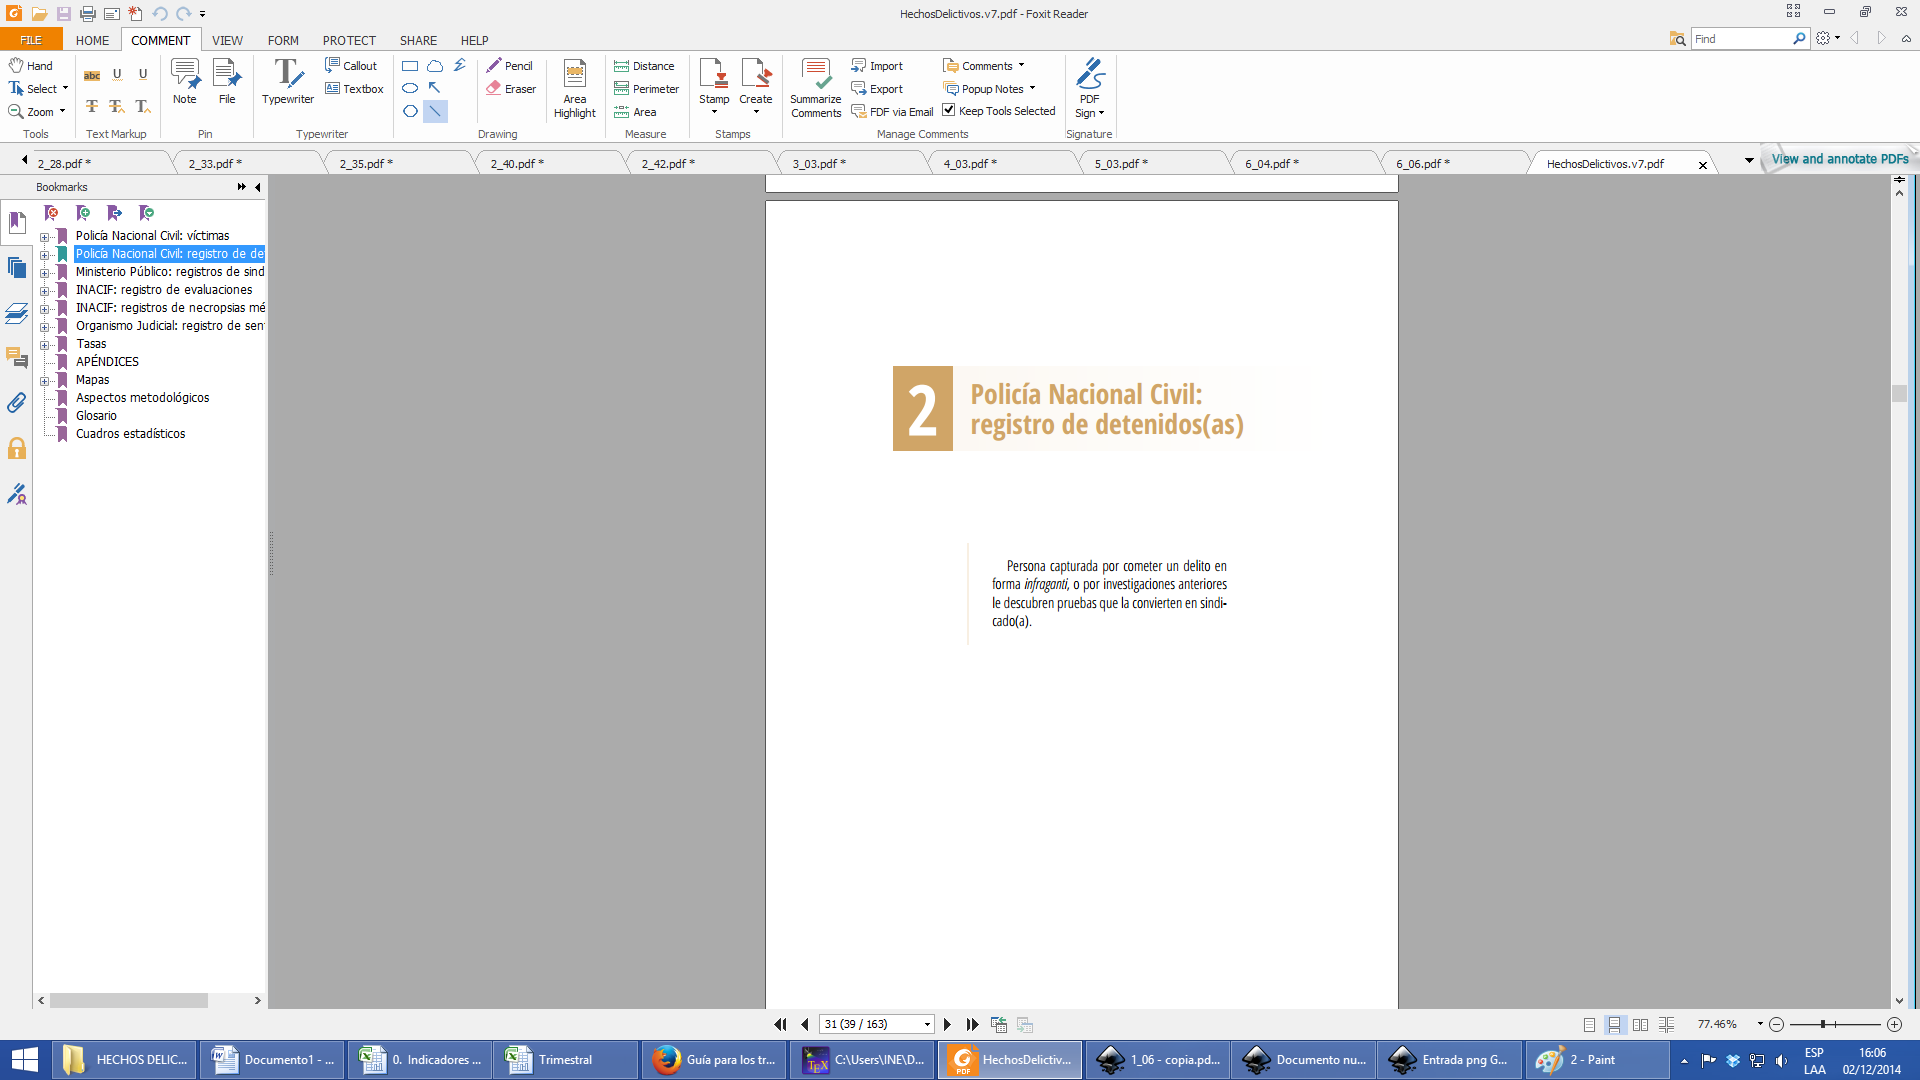 HechosDelictivos.v7.pdf - Foxit Reader
FILE HOME COMMENT VIEW FORM PROTECT SHARE HELP
Find
Hand
Select
Zoom
Tools
abc U U
T T T
Text Markup
Note
File
Pin
Typewriter
Callout
Textbox
Typewriter
Pencil
Eraser
Drawing
Area
Highlight
Distance
Perimeter
Area
Measure
Stamp
Create
Stamps
Summarize
Comments
Import
Export
FDF via Email
Comments
Popup Notes
Keep Tools Selected
Manage Comments
PDF
Sign
Signature
2_28.pdf * 2_33.pdf * 2_35.pdf * 2_40.pdf * 2_42.pdf * 3_03.pdf * 4_03.pdf * 5_03.pdf * 6_04.pdf * 6_06.pdf * HechosDelictivos.v7.pdf
View and annotate PDFs
Bookmarks
Policía Nacional Civil: víctimas
Policía Nacional Civil: registro de de
Ministerio Público: registros de sind
INACIF: registro de evaluaciones
INACIF: registros de necropsias mé
Organismo Judicial: registro de sen
Tasas
APÉNDICES
Mapas
Aspectos metodológicos
Glosario
Cuadros estadísticos
2
Policía Nacional Civil:
registro de detenidos(as)
Persona capturada por cometer un delito en
forma infraganti, o por investigaciones anteriores
le descubren pruebas que la convierten en sindi-
cado(a).
31 (39 / 163)
77.46%
HECHOS DELIC... Documento1 - ... 0. Indicadores ... Trimestral Guía para los tr... C:\Users\INE\D... HechosDelictiv... 1_06 - copia.pd... Documento nu... Entrada png G... 2 - Paint
ESP
LAA
16:06
02/12/2014